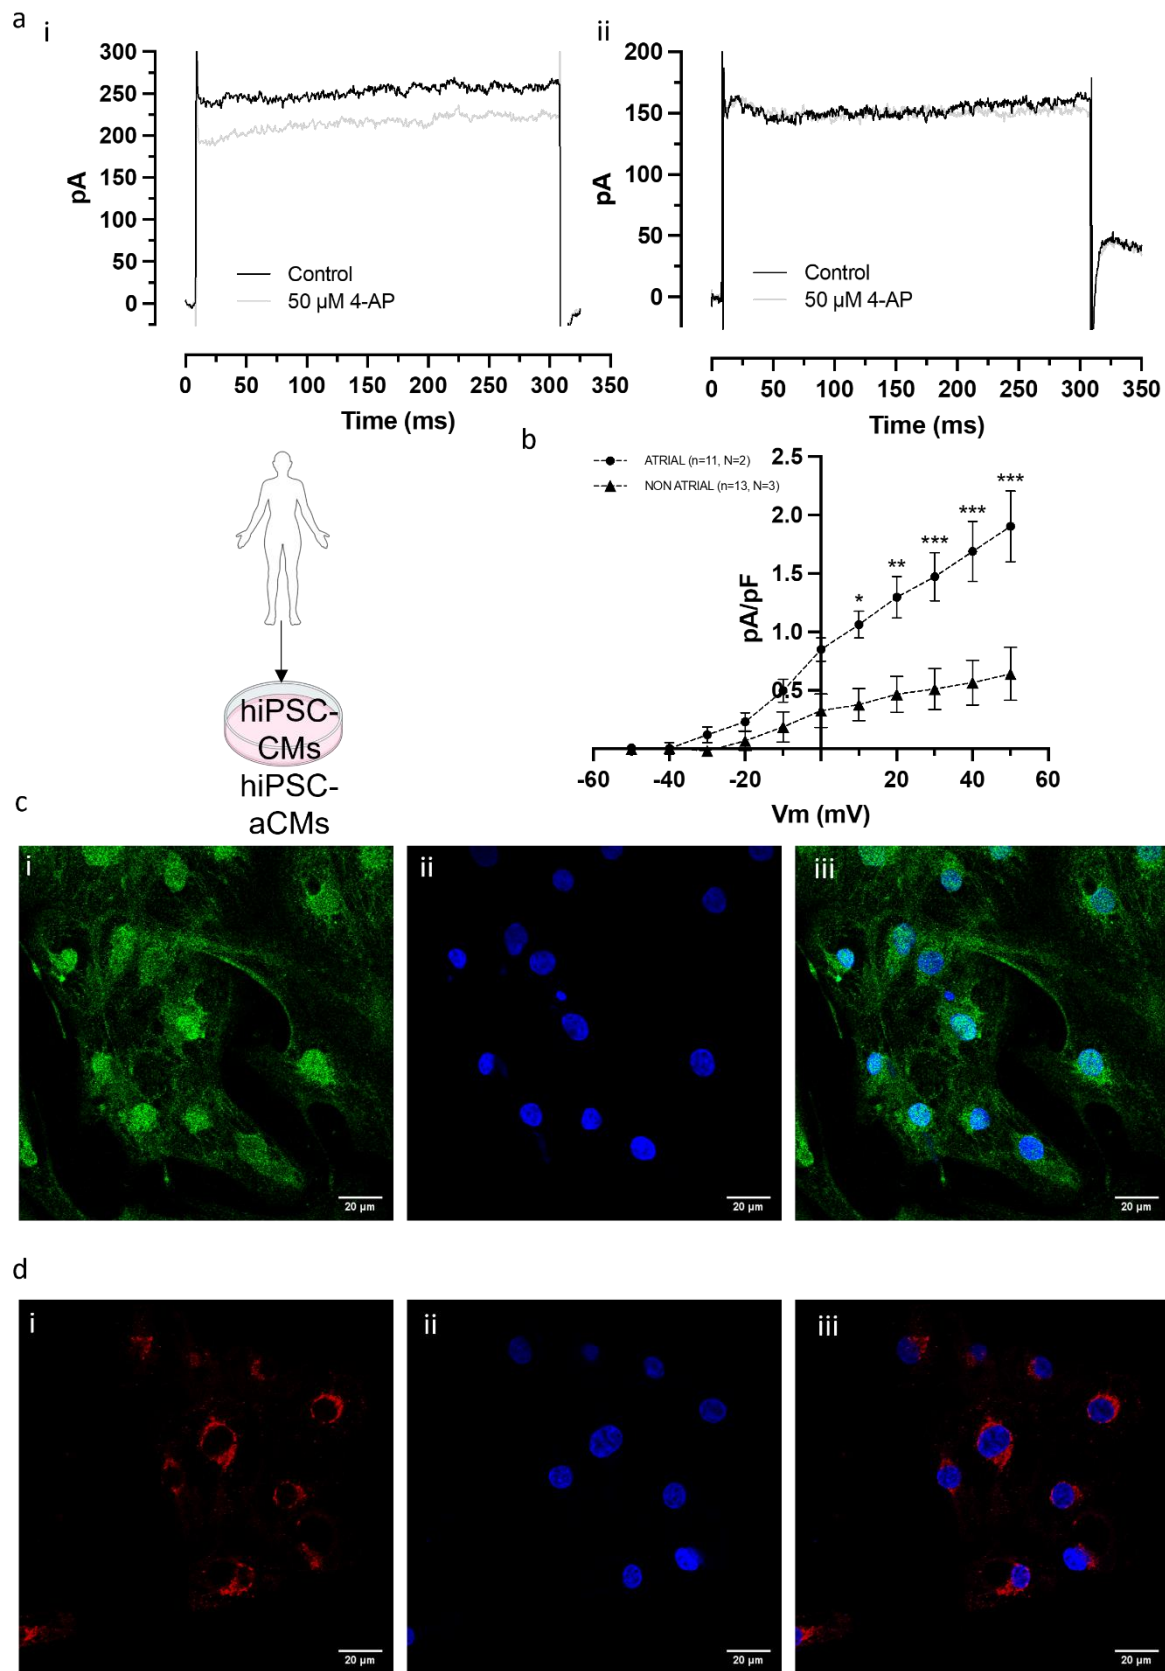 a
i
ii
300
250
200
150
100
50
0
pA
Control
50 µM 4-AP
0 50 100 150 200 250 300 350
Time (ms)
200
150
100
50
0
pA
Control
50 µM 4-AP
0 50 100 150 200 250 300 350
Time (ms)
hiPSC-
CMs
hiPSC-
aCMs
b
ATRIAL (n=11, N=2)
NON ATRIAL (n=13, N=3)
2.5
2.0
1.5
1.0
0.5
pA/pF
* ** *** *** ***
-60 -40 -20 20 40 60
Vm (mV)
c
i
ii
iii
20 µm
20 µm
20 µm
d
i
ii
iii
20 µm
20 µm
20 µm